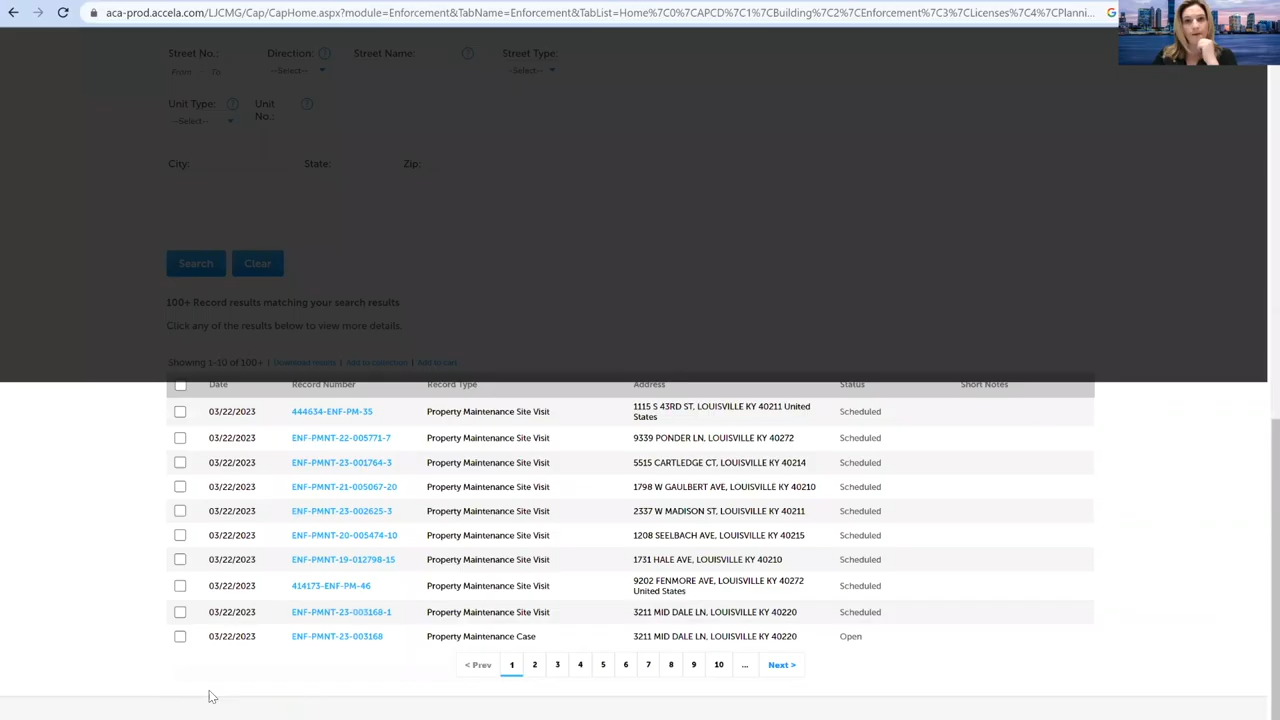 aca-prod.accela.com/LJCMG/Cap/CapHome.aspx?module=Enforcement&TabName=Enforcement&TabList=Home%7C0%7CAPCD%7C1%7CBuilding%7C2%7CEnforcement%7C3%7CLicenses%7C4%7CPlanni...
Street No.: Direction: ? Street Name: ? Street Type:
From - To --Select-- --Select--
Unit Type: ? Unit No.: ?
--Select--
City: State: Zip:
Search Clear
100+ Record results matching your search results
Click any of the results below to view more details.
Showing 1-10 of 100+ | Download results | Add to collection | Add to cart
Date Record Number Record Type Address Status Short Notes
03/22/2023 444634-ENF-PM-35 Property Maintenance Site Visit 1115 S 43RD ST, LOUISVILLE KY 40211 United States Scheduled
03/22/2023 ENF-PMNT-22-005771-7 Property Maintenance Site Visit 9339 PONDER LN, LOUISVILLE KY 40272 Scheduled
03/22/2023 ENF-PMNT-23-001764-3 Property Maintenance Site Visit 5515 CARTLEDGE CT, LOUISVILLE KY 40214 Scheduled
03/22/2023 ENF-PMNT-21-005067-20 Property Maintenance Site Visit 1798 W GAULBERT AVE, LOUISVILLE KY 40210 Scheduled
03/22/2023 ENF-PMNT-23-002625-3 Property Maintenance Site Visit 2337 W MADISON ST, LOUISVILLE KY 40211 Scheduled
03/22/2023 ENF-PMNT-20-005474-10 Property Maintenance Site Visit 1208 SEELBACH AVE, LOUISVILLE KY 40215 Scheduled
03/22/2023 ENF-PMNT-19-012798-15 Property Maintenance Site Visit 1731 HALE AVE, LOUISVILLE KY 40210 Scheduled
03/22/2023 414173-ENF-PM-46 Property Maintenance Site Visit 9202 FENMORE AVE, LOUISVILLE KY 40272 United States Scheduled
03/22/2023 ENF-PMNT-23-003168-1 Property Maintenance Site Visit 3211 MID DALE LN, LOUISVILLE KY 40220 Scheduled
03/22/2023 ENF-PMNT-23-003168 Property Maintenance Case 3211 MID DALE LN, LOUISVILLE KY 40220 Open
< Prev 1 2 3 4 5 6 7 8 9 10 ... Next >